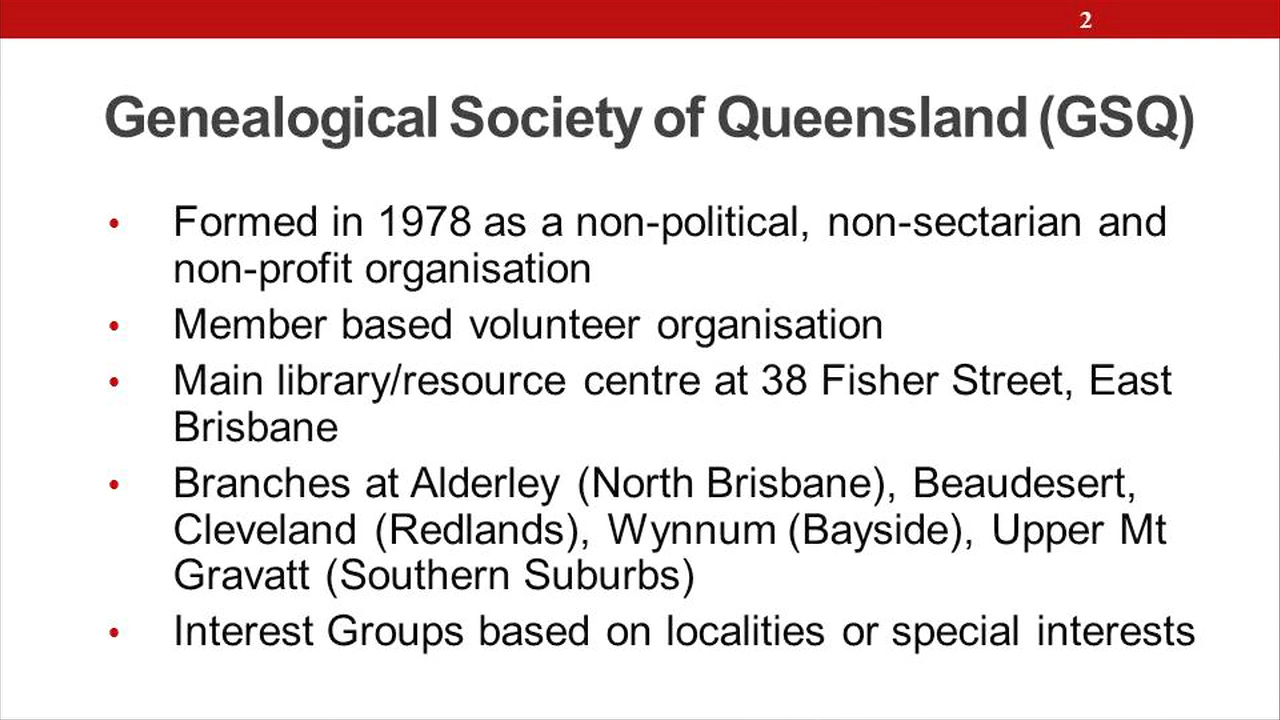 2
Genealogical Society of Queensland (GSQ)
• Formed in 1978 as a non-political, non-sectarian and
non-profit organisation
• Member based volunteer organisation
• Main library/resource centre at 38 Fisher Street, East
Brisbane
• Branches at Alderley (North Brisbane), Beaudesert,
Cleveland (Redlands), Wynnum (Bayside), Upper Mt
Gravatt (Southern Suburbs)
• Interest Groups based on localities or special interests